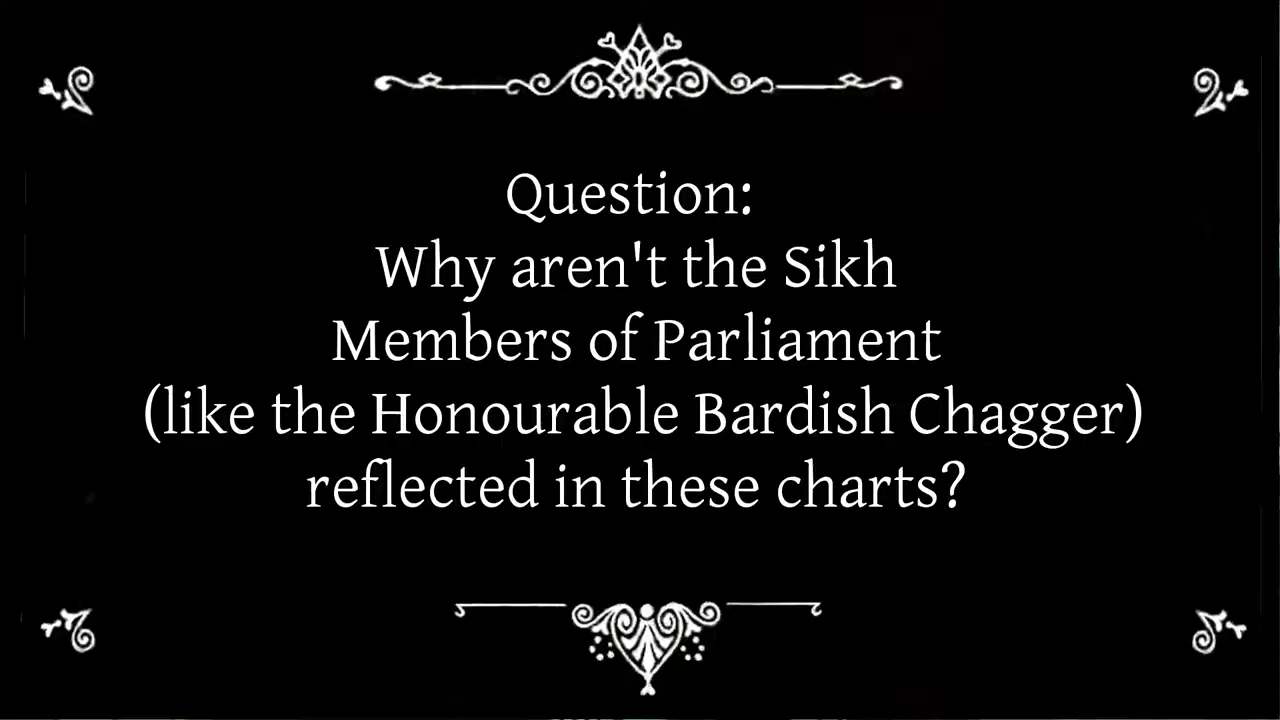 Question:
Why aren't the Sikh
Members of Parliament
(like the Honourable Bardish Chagger)
reflected in these charts?